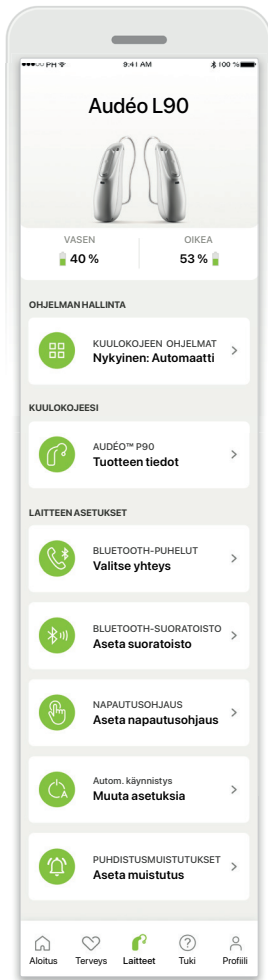 PH 9:41 AM 100 %
Audéo L90
VASEN OIKEA
40 % 53 %
OHJELMAN HALLINTA
KUULOKOJEEN OHJELMAT
Nykyinen: Automaatti
KUULOKOJEESI
AUDÉO™ P90
Tuotteen tiedot
LAITTEEN ASETUKSET
BLUETOOTH-PUHELUT
Valitse yhteys
BLUETOOTH-SUORATOISTO
Aseta suoratoisto
NAPAUTUSOHJAUS
Aseta napautusohjaus
Autom. käynnistys
Muuta asetuksia
A
PUHDISTUSMUISTUTUKSET
Aseta muistutus
Aloitus Terveys Laitteet Tuki Profiili